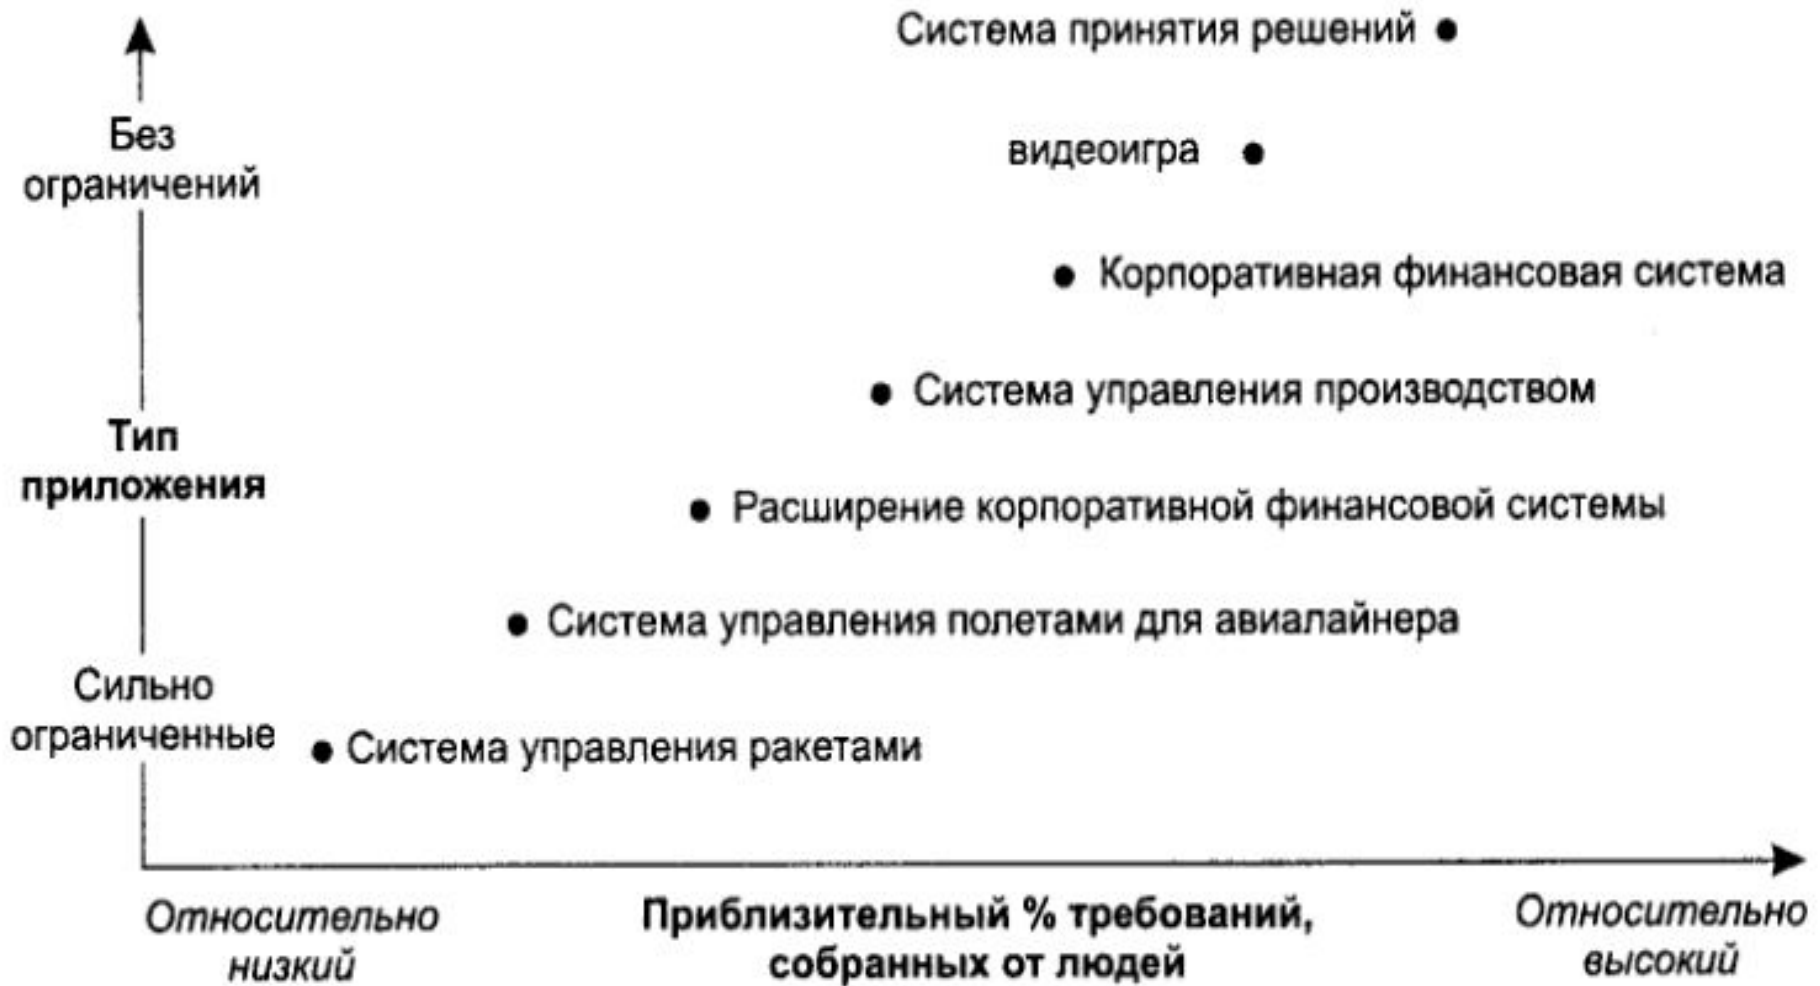 Система принятия решений
Без
ограничений
видеоигра
Корпоративная финансовая система
Система управления производством
Тип
приложения
Расширение корпоративной финансовой системы
Система управления полетами для авиалайнера
Сильно
ограниченные
Система управления ракетами
Относительно
низкий
Приблизительный % требований,
собранных от людей
Относительно
высокий